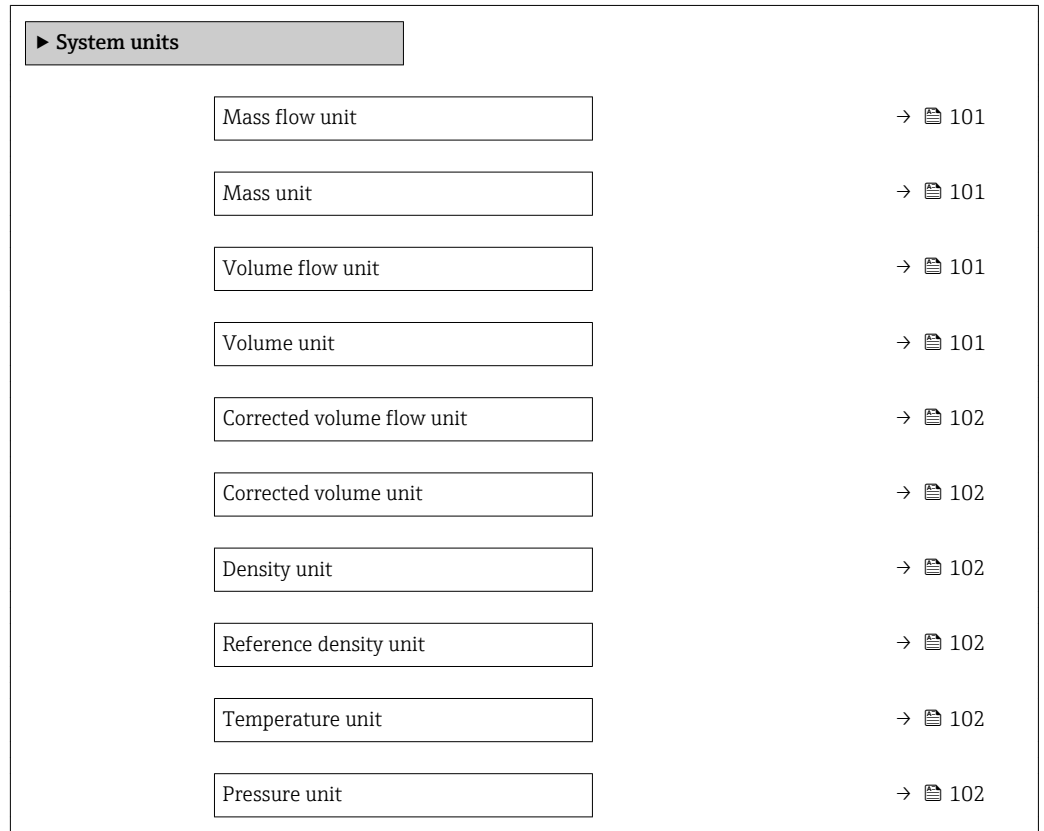 ▶ System units
Mass flow unit → 🖹 101
Mass unit → 🖹 101
Volume flow unit → 🖹 101
Volume unit → 🖹 101
Corrected volume flow unit → 🖹 102
Corrected volume unit → 🖹 102
Density unit → 🖹 102
Reference density unit → 🖹 102
Temperature unit → 🖹 102
Pressure unit → 🖹 102